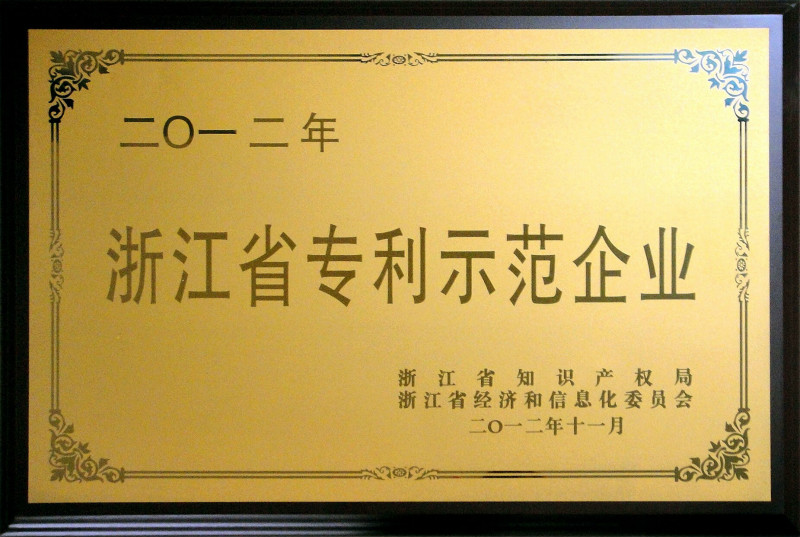 二〇一二年
浙江省专利示范企业
浙江省知识产权局
浙江省经济和信息化委员会
二〇一二年十一月